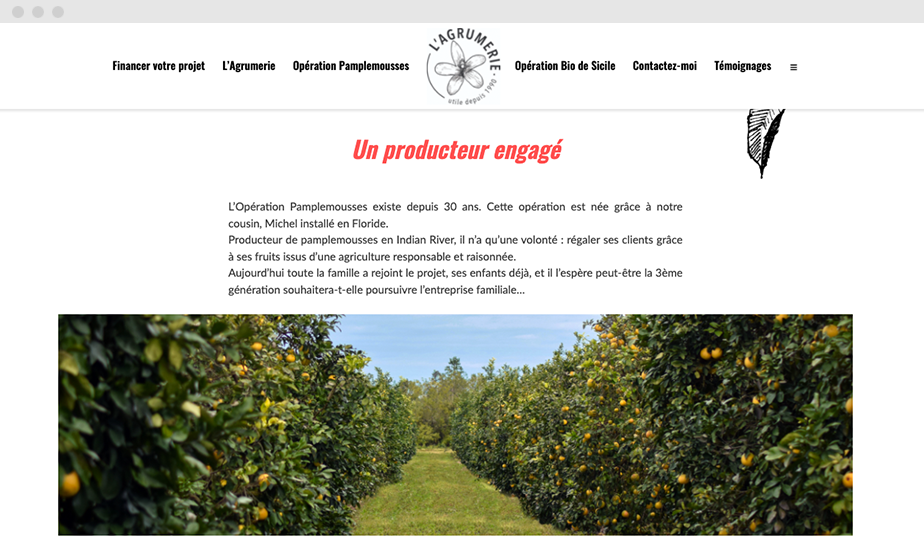 Financer votre projet
L'Agrumerie
Opération Pamplemousses
L'AGRUMERIE
utile depuis 1990
Opération Bio de Sicile
Contactez-moi
Témoignages
Un producteur engagé
L'Opération Pamplemousses existe depuis 30 ans. Cette opération est née grâce à notre
cousin, Michel installé en Floride.
Producteur de pamplemousses en Indian River, il n'a qu'une volonté : régaler ses clients grâce
à ses fruits issus d'une agriculture responsable et raisonnée.
Aujourd'hui toute la famille a rejoint le projet, ses enfants déjà, et il l'espère peut-être la 3ème
génération souhaitera-t-elle poursuivre l'entreprise familiale...